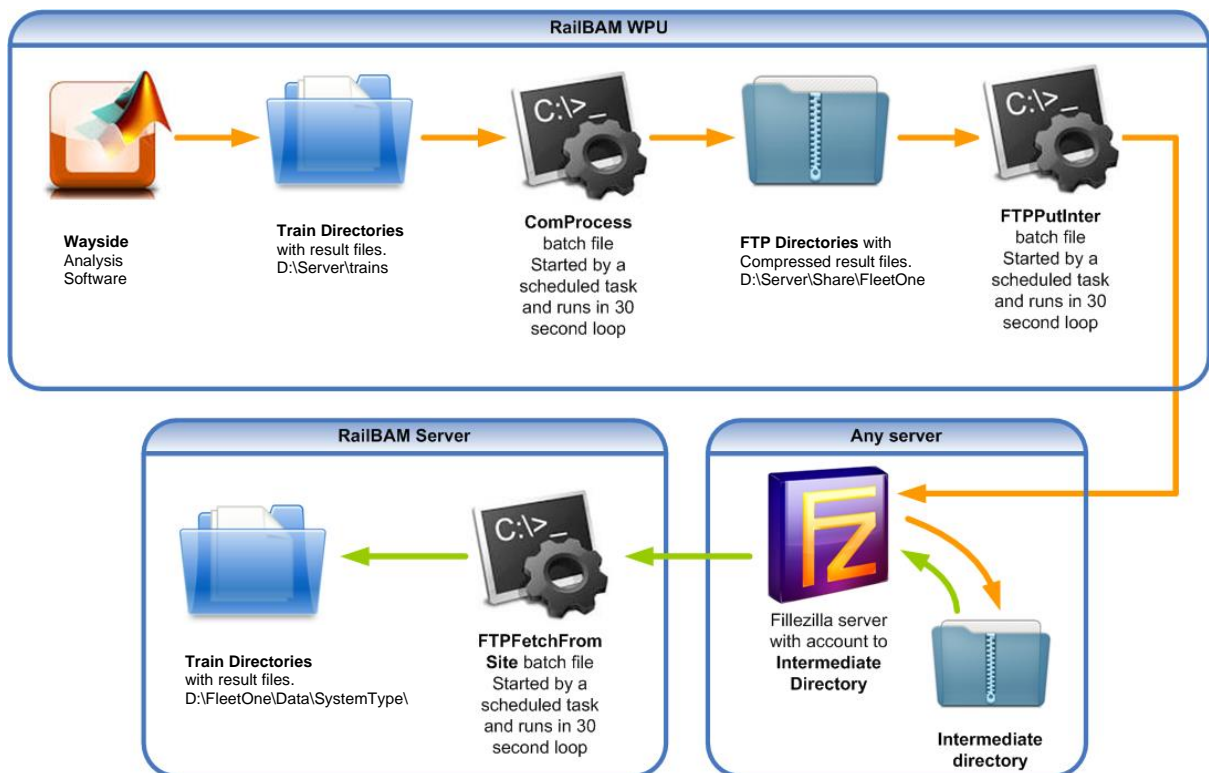 RailBAM WPU
C:\>_
C:\>_
Wayside
Analysis
Software
Train Directories
with result files.
D:\Server\trains
ComProcess
batch file
Started by a
scheduled task
and runs in 30
second loop
FTP Directories with
Compressed result files.
D:\Server\Share\FleetOne
FTPPutInter
batch file
Started by a
scheduled task
and runs in 30
second loop
RailBAM Server
C:\>_
Train Directories
with result files.
D:\FleetOne\Data\SystemType\
FTPFetchFrom
Site batch file
Started by a
scheduled task
and runs in 30
second loop
Any server
Fz
Fillezilla server
with account to
Intermediate
Directory
Intermediate
directory